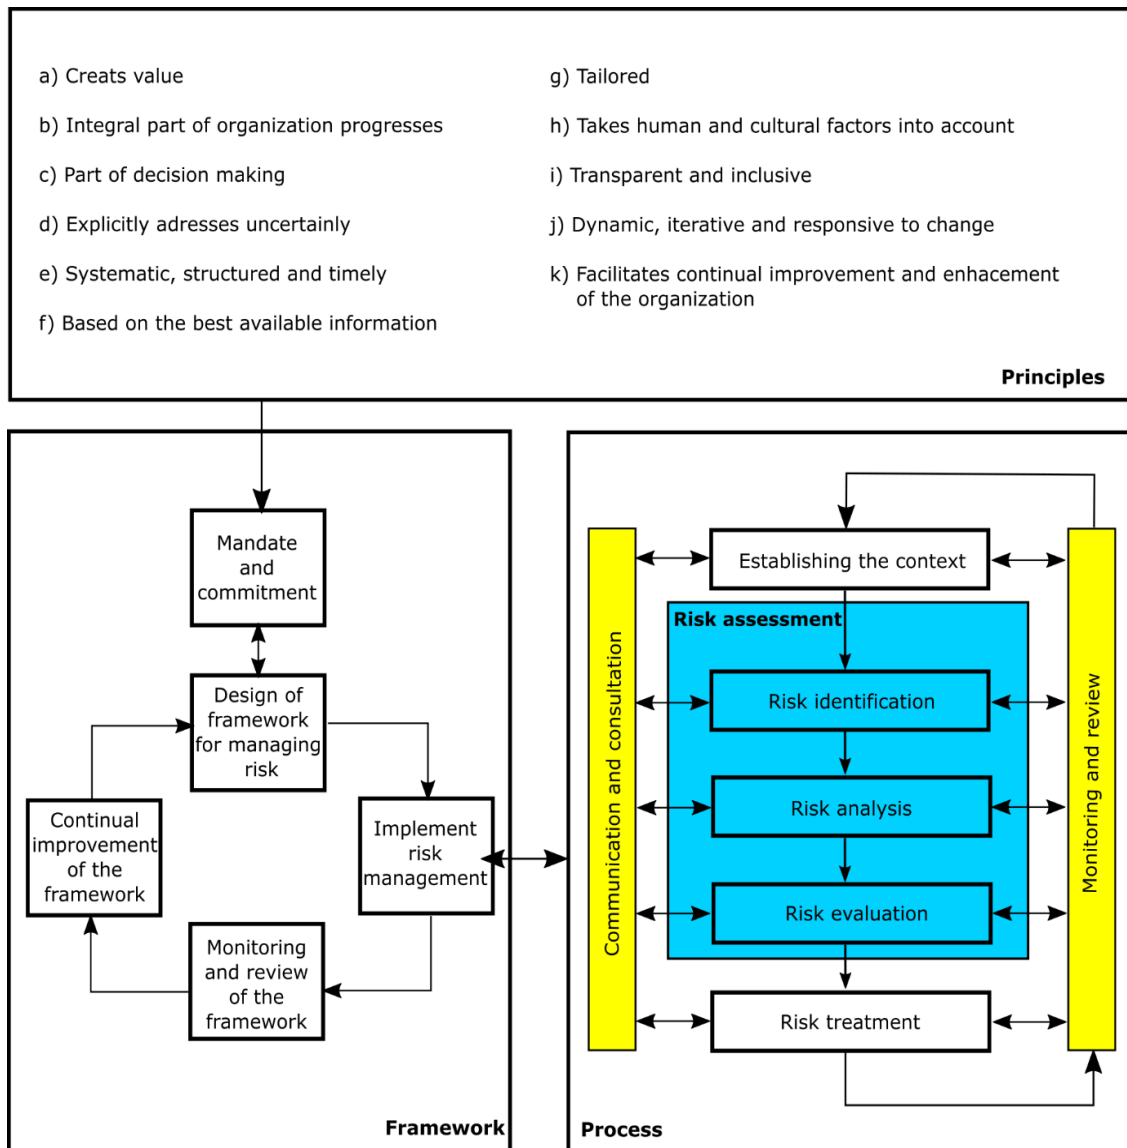 a) Creats value
b) Integral part of organization progresses
c) Part of decision making
d) Explicitly adresses uncertainly
e) Systematic, structured and timely
f) Based on the best available information
g) Tailored
h) Takes human and cultural factors into account
i) Transparent and inclusive
j) Dynamic, iterative and responsive to change
k) Facilitates continual improvement and enhacement
of the organization
Principles
Mandate
and
commitment
Design of
framework
for managing
risk
Implement
risk
management
Monitoring
and review
of the
framework
Continual
improvement
of the
framework
Framework
Communication and consultation
Establishing the context
Risk assessment
Risk identification
Risk analysis
Risk evaluation
Risk treatment
Monitoring and review
Process